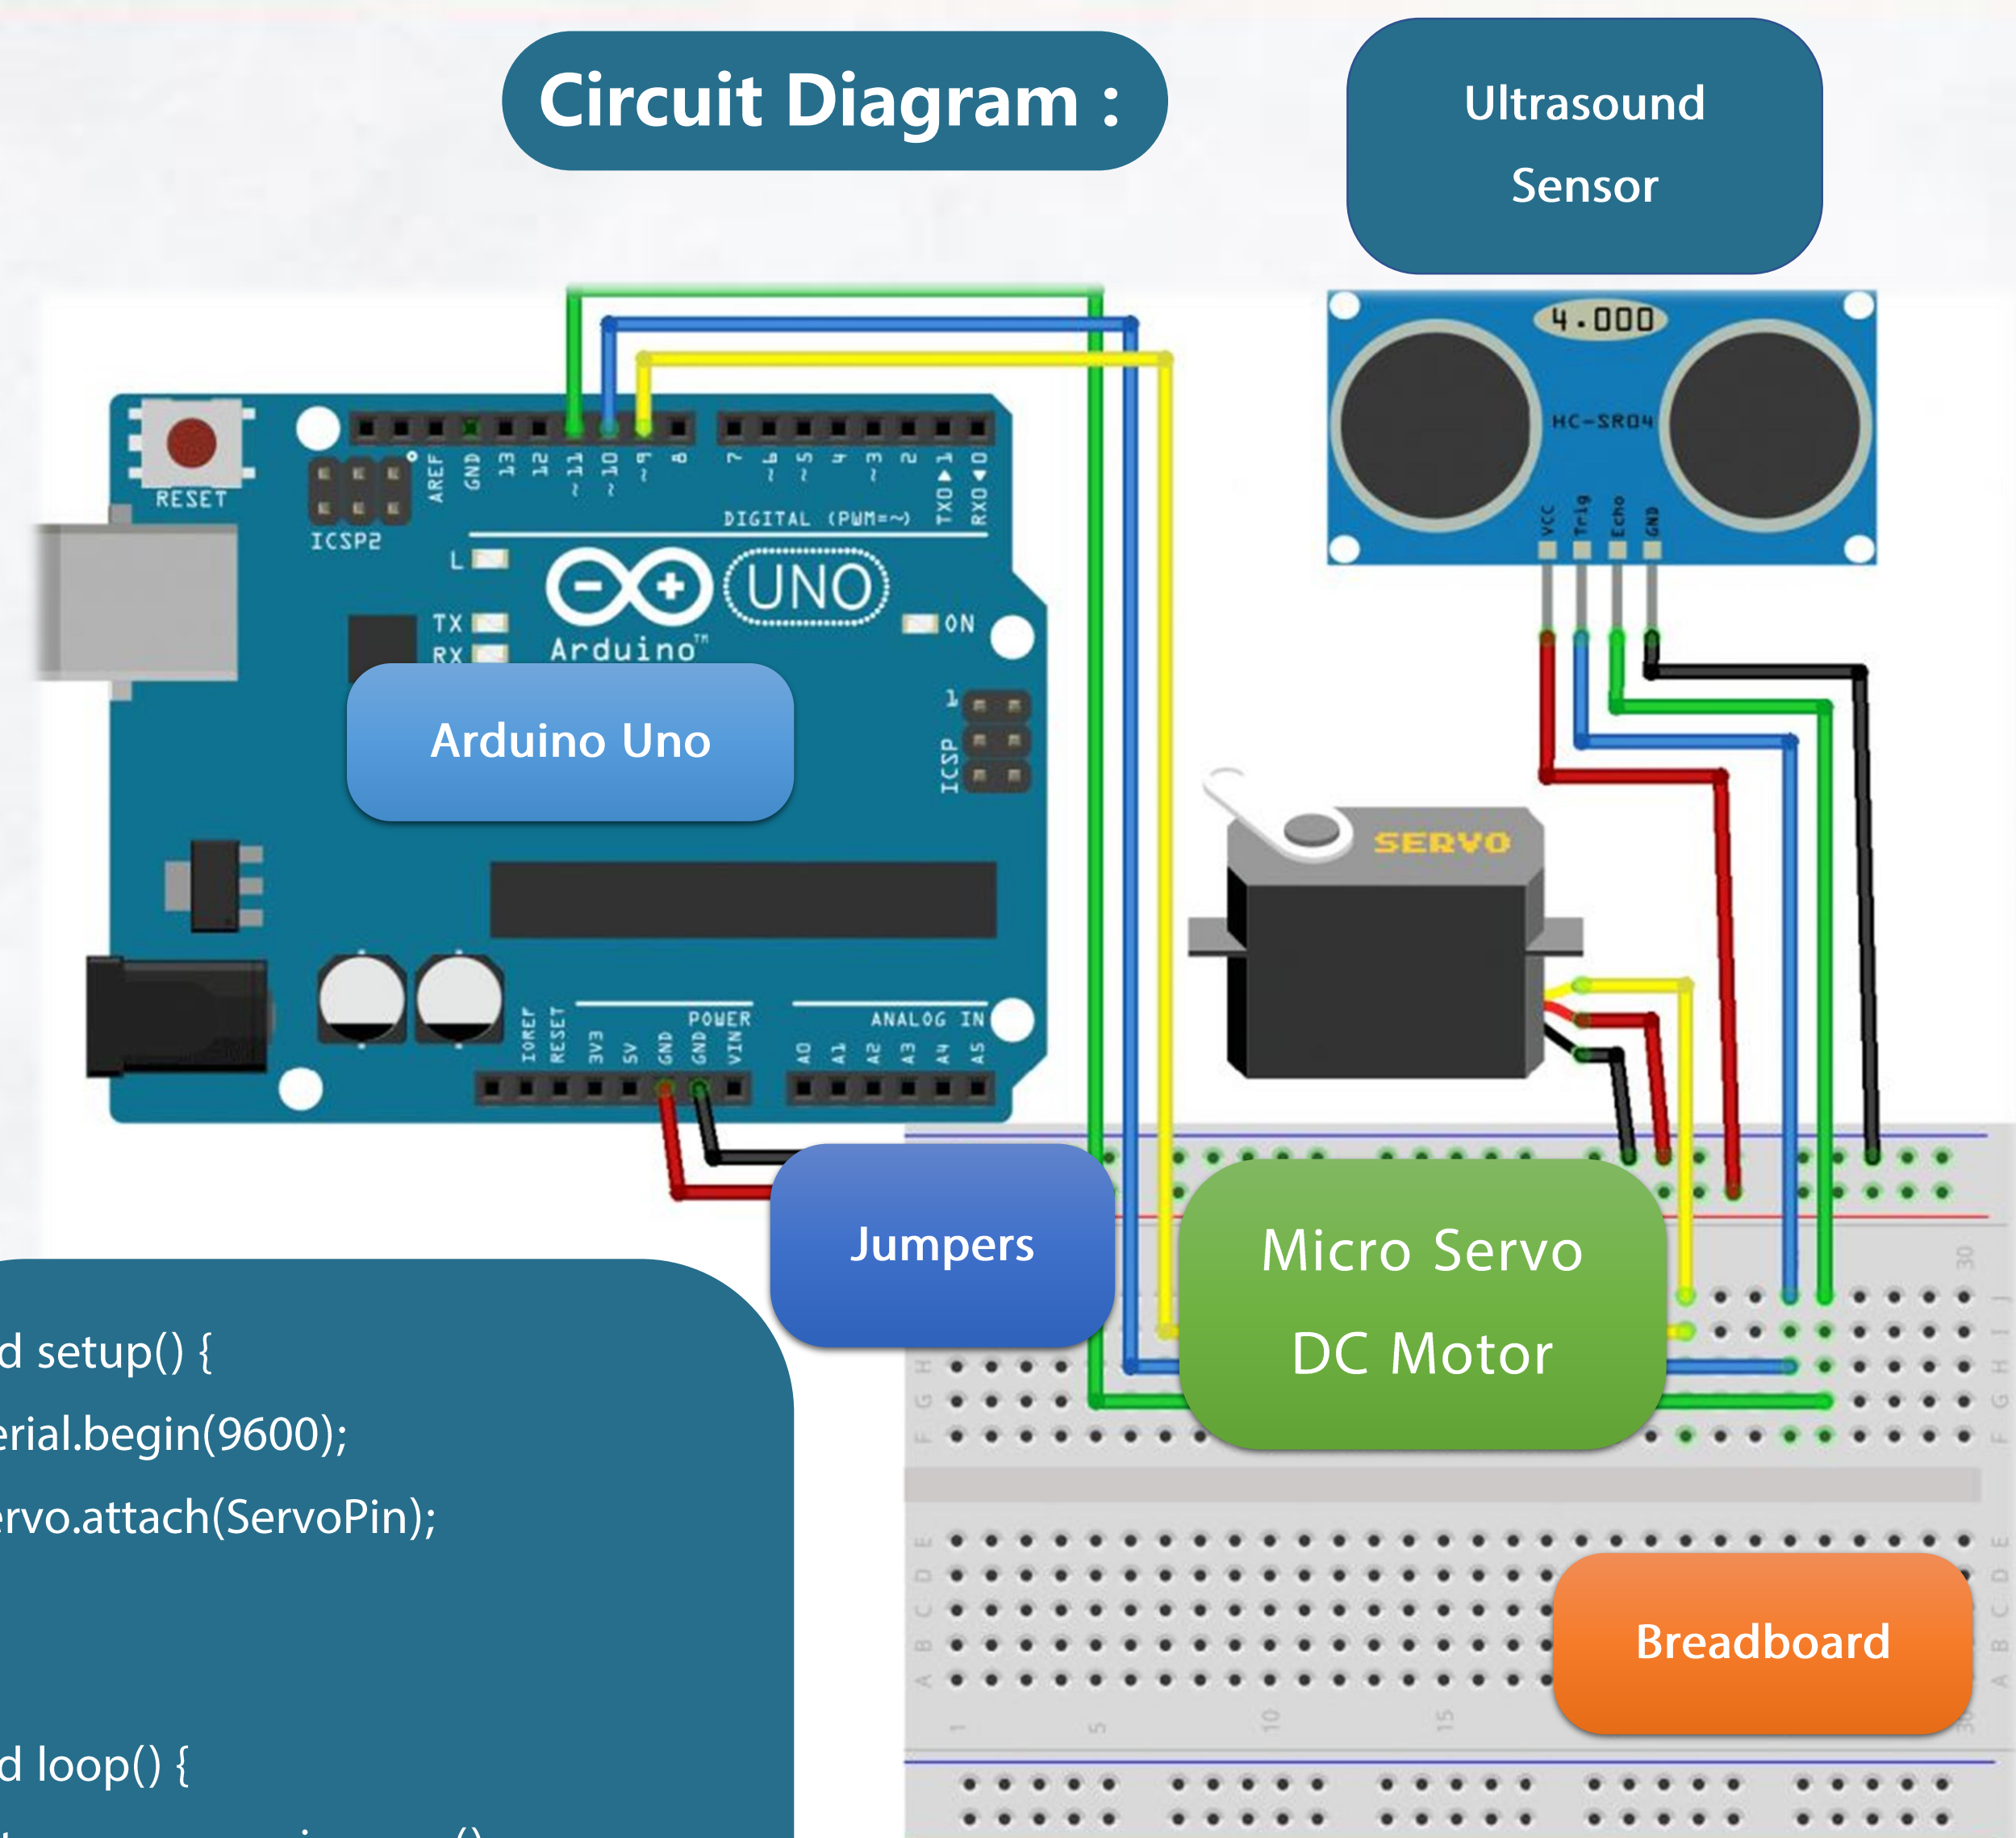 Circuit Diagram :
Ultrasound
Sensor
4.000
HC-SR04
VCC
Trig
Echo
GND
RESET
ICSP2
AREF
GND
13
12
~11
~10
~9
8
7
~6
~5
4
~3
2
TX0▶1
RX0◀0
DIGITAL (PWM=~)
L
TX
RX
UNO
ON
Arduino™
Arduino Uno
1
ICSP
SERVO
IOREF
RESET
3V3
5V
GND
GND
VIN
POWER
ANALOG IN
A0
A1
A2
A3
A4
A5
Jumpers
Micro Servo
DC Motor
30
J
I
H
H
G
G
F
F
d setup() {
erial.begin(9600);
ervo.attach(ServoPin);
E
E
D
D
C
C
B
B
A
A
Breadboard
1
5
10
15
30
d loop() {